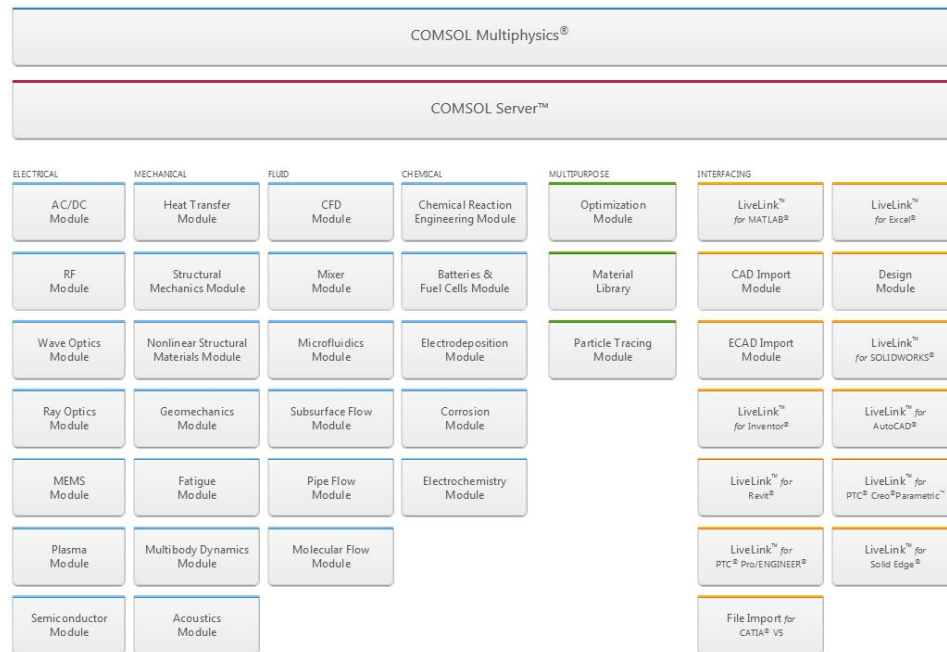 COMSOL Multiphysics®
COMSOL Server™
ELECTRICAL
AC/DC
Module
RF
Module
Wave Optics
Module
Ray Optics
Module
MEMS
Module
Plasma
Module
Semiconductor
Module
MECHANICAL
Heat Transfer
Module
Structural
Mechanics Module
Nonlinear Structural
Materials Module
Geomechanics
Module
Fatigue
Module
Multibody Dynamics
Module
Acoustics
Module
FLUID
CFD
Module
Mixer
Module
Microfluidics
Module
Subsurface Flow
Module
Pipe Flow
Module
Molecular Flow
Module
CHEMICAL
Chemical Reaction
Engineering Module
Batteries &
Fuel Cells Module
Electrodeposition
Module
Corrosion
Module
Electrochemistry
Module
MULTIPURPOSE
Optimization
Module
Material
Library
Particle Tracing
Module
INTERFACING
LiveLink™
for MATLAB®
CAD Import
Module
ECAD Import
Module
LiveLink™
for Inventor®
LiveLink™ for
Revit®
LiveLink™ for
PTC® Pro/ENGINEER®
File Import for
CATIA® V5
LiveLink™
for Excel®
Design
Module
LiveLink™
for SOLIDWORKS®
LiveLink™ for
AutoCAD®
LiveLink™ for
PTC® Creo® Parametric™
LiveLink™ for
Solid Edge®